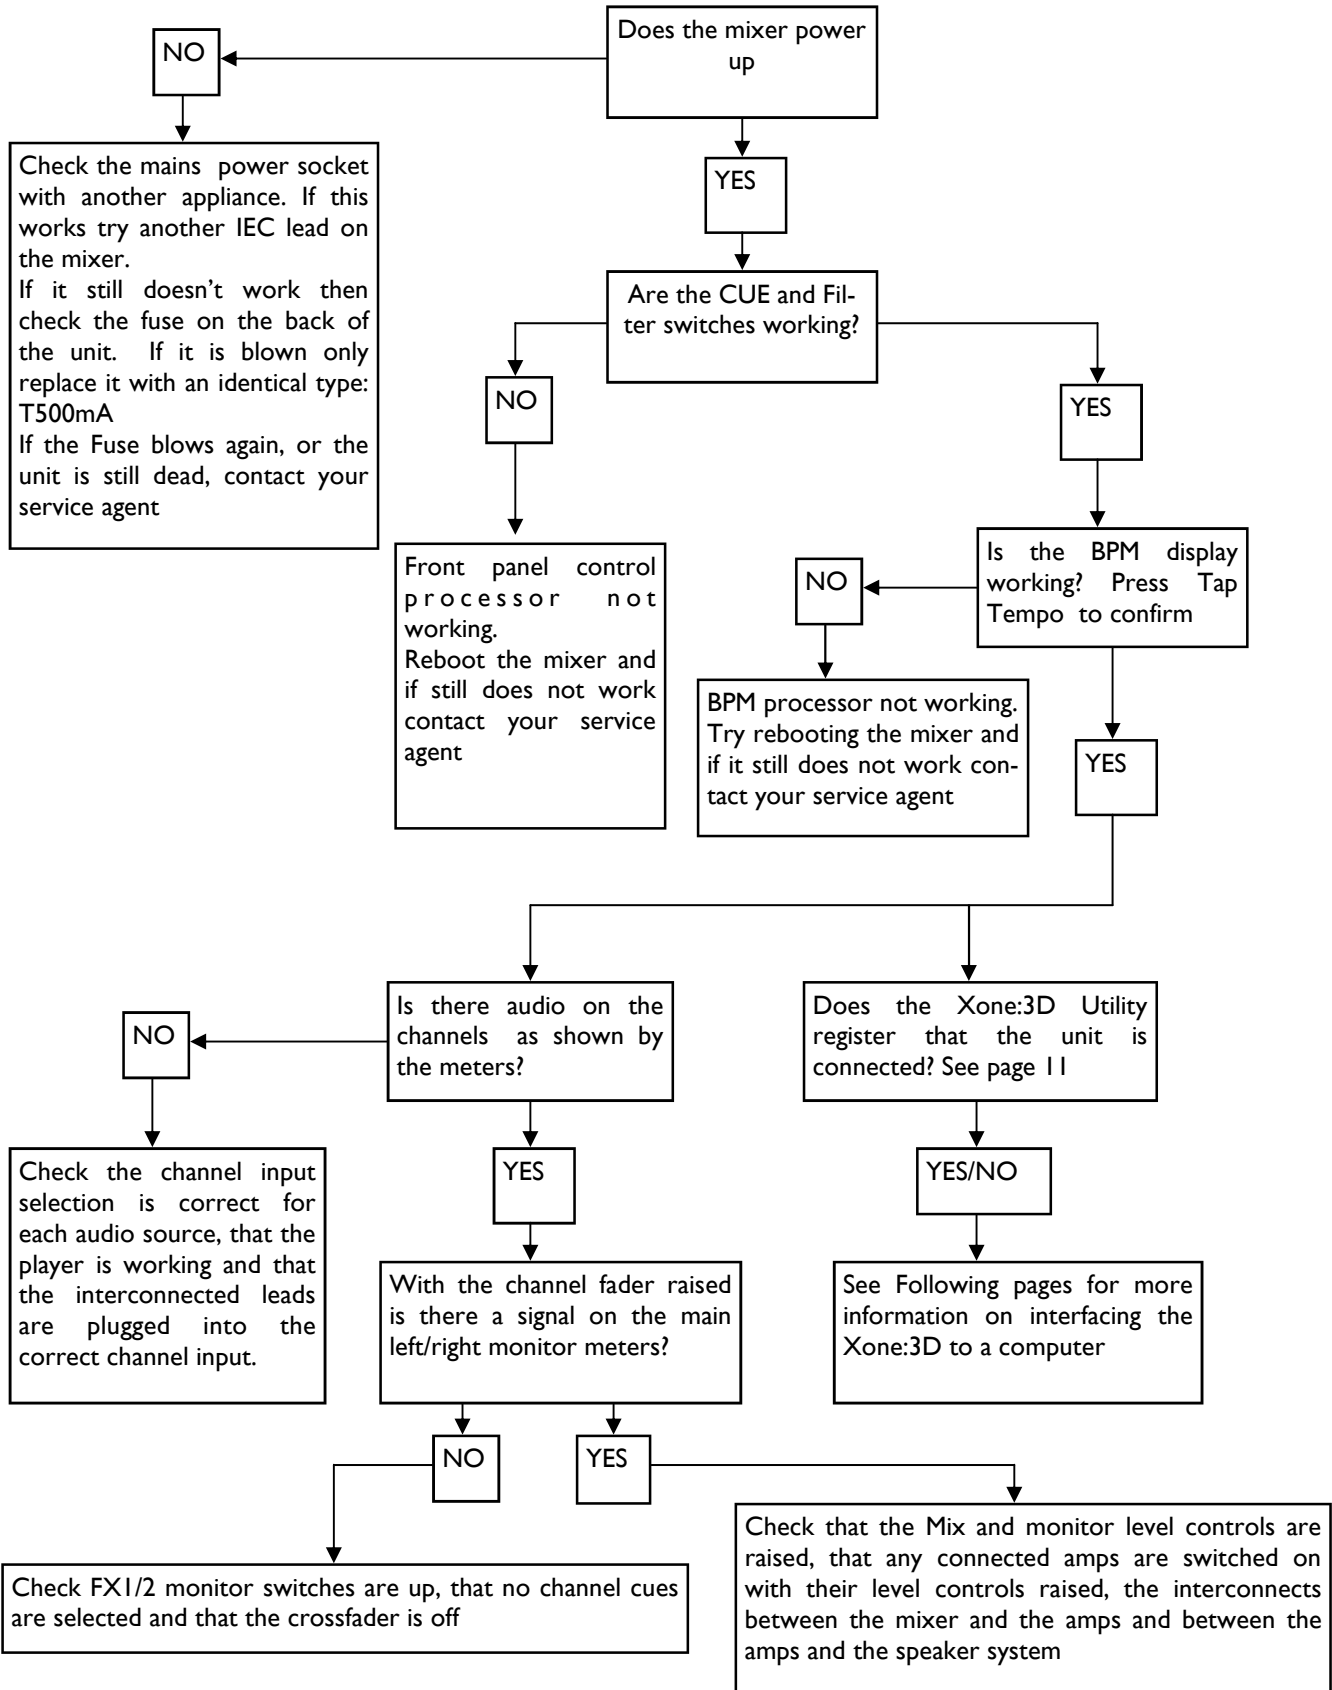 Does the mixer power
up
NO
YES
Check the mains power socket
with another appliance. If this
works try another IEC lead on
the mixer.
If it still doesn't work then
check the fuse on the back of
the unit. If it is blown only
replace it with an identical type:
T500mA
If the Fuse blows again, or the
unit is still dead, contact your
service agent
Are the CUE and Fil-
ter switches working?
NO
YES
Front panel control
processor not
working.
Reboot the mixer and
if still does not work
contact your service
agent
Is the BPM display
working? Press Tap
Tempo to confirm
NO
BPM processor not working.
Try rebooting the mixer and
if it still does not work con-
tact your service agent
YES
Is there audio on the
channels as shown by
the meters?
Does the Xone:3D Utility
register that the unit is
connected? See page 11
NO
YES
YES/NO
Check the channel input
selection is correct for
each audio source, that the
player is working and that
the interconnected leads
are plugged into the
correct channel input.
With the channel fader raised
is there a signal on the main
left/right monitor meters?
See Following pages for more
information on interfacing the
Xone:3D to a computer
NO
YES
Check FX1/2 monitor switches are up, that no channel cues
are selected and that the crossfader is off
Check that the Mix and monitor level controls are
raised, that any connected amps are switched on
with their level controls raised, the interconnects
between the mixer and the amps and between the
amps and the speaker system